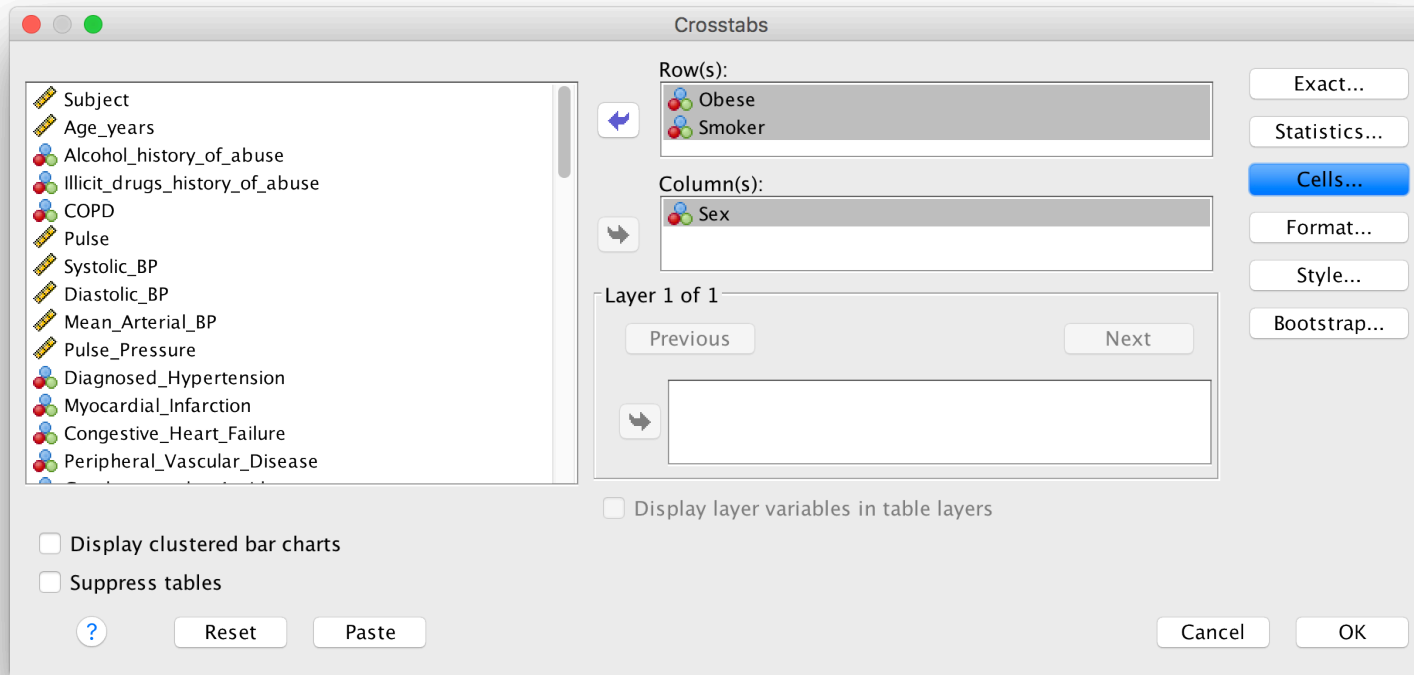 Crosstabs
Subject
Age_years
Alcohol_history_of_abuse
Illicit_drugs_history_of_abuse
COPD
Pulse
Systolic_BP
Diastolic_BP
Mean_Arterial_BP
Pulse_Pressure
Diagnosed_Hypertension
Myocardial_Infarction
Congestive_Heart_Failure
Peripheral_Vascular_Disease
Row(s):
Obese
Smoker
Column(s):
Sex
Layer 1 of 1
Previous
Next
Display layer variables in table layers
Exact...
Statistics...
Cells...
Format...
Style...
Bootstrap...
Display clustered bar charts
Suppress tables
?
Reset
Paste
Cancel
OK